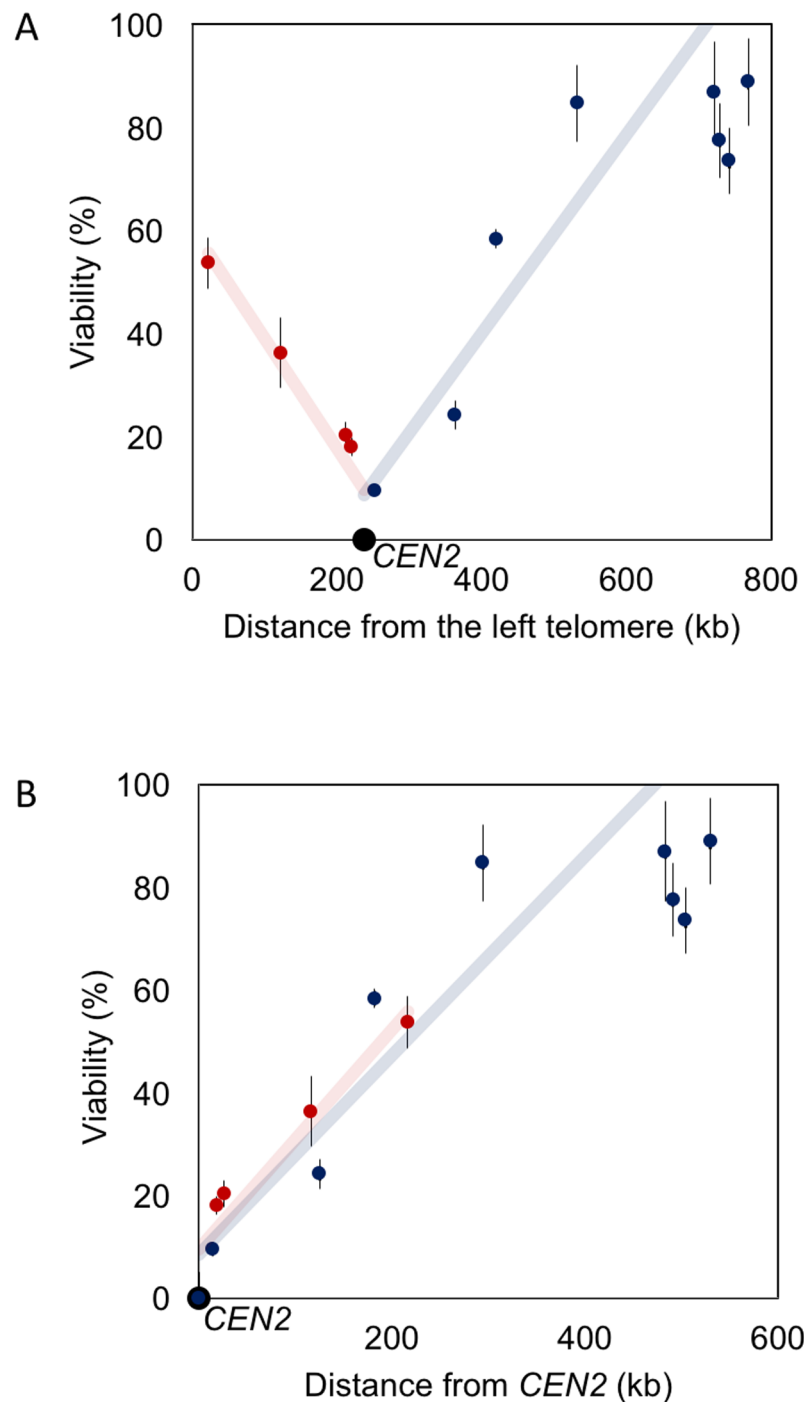 A
100
80
60
40
20
0
Viability (%)
CEN2
0 200 400 600 800
Distance from the left telomere (kb)
B
100
80
60
40
20
0
Viability (%)
CEN2
200 400 600
Distance from CEN2 (kb)